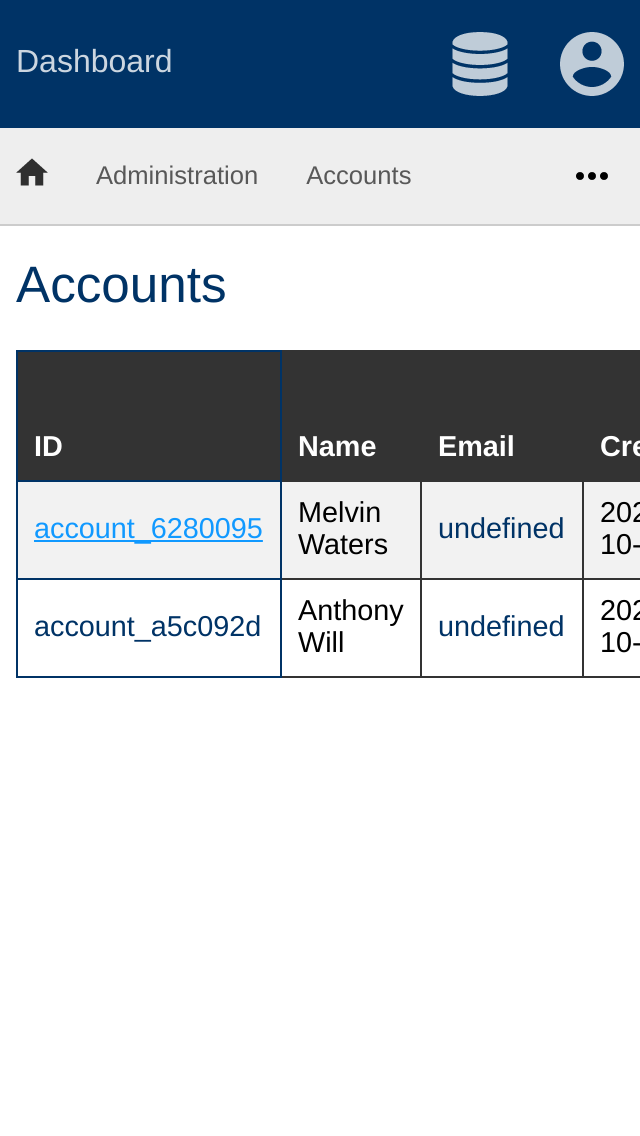 Dashboard
Administration Accounts
Accounts
ID Name Email Cre
account_6280095 Melvin Waters undefined 202 10-
account_a5c092d Anthony Will undefined 202 10-